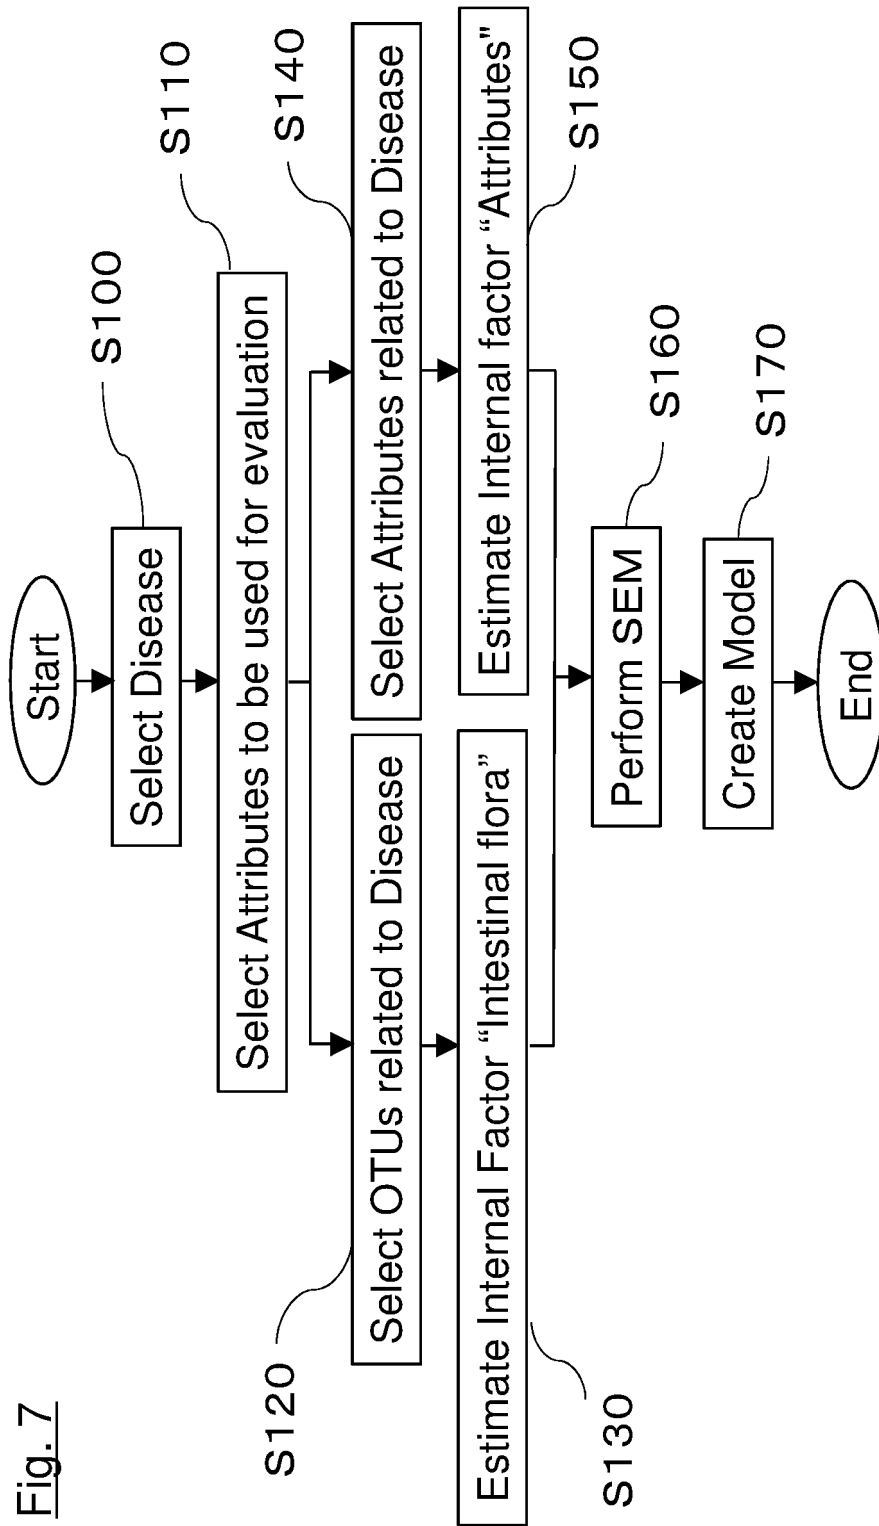 Fig. 7
Start
Select Disease
S100
Select Attributes to be used for evaluation
S110
Select OTUs related to Disease
S120
Select Attributes related to Disease
S140
Estimate Internal Factor “Intestinal flora”
S130
Estimate Internal factor “Attributes"
S150
Perform SEM
S160
Create Model
S170
End